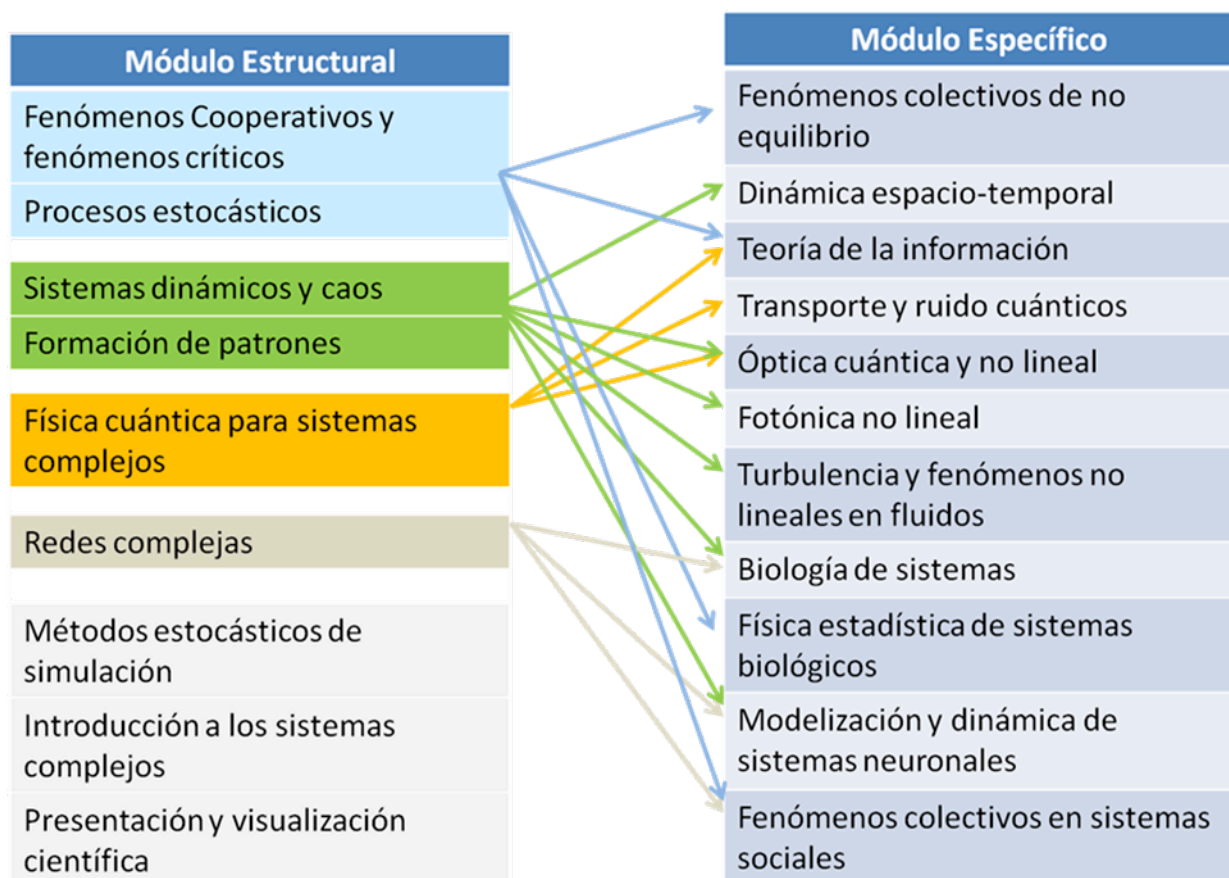 Módulo Estructural
Fenómenos Cooperativos y
fenómenos críticos
Procesos estocásticos
Sistemas dinámicos y caos
Formación de patrones
Física cuántica para sistemas
complejos
Redes complejas
Métodos estocásticos de
simulación
Introducción a los sistemas
complejos
Presentación y visualización
científica
Módulo Específico
Fenómenos colectivos de no
equilibrio
Dinámica espacio-temporal
Teoría de la información
Transporte y ruido cuánticos
Óptica cuántica y no lineal
Fotónica no lineal
Turbulencia y fenómenos no
lineales en fluidos
Biología de sistemas
Física estadística de sistemas
biológicos
Modelización y dinámica de
sistemas neuronales
Fenómenos colectivos en sistemas
sociales